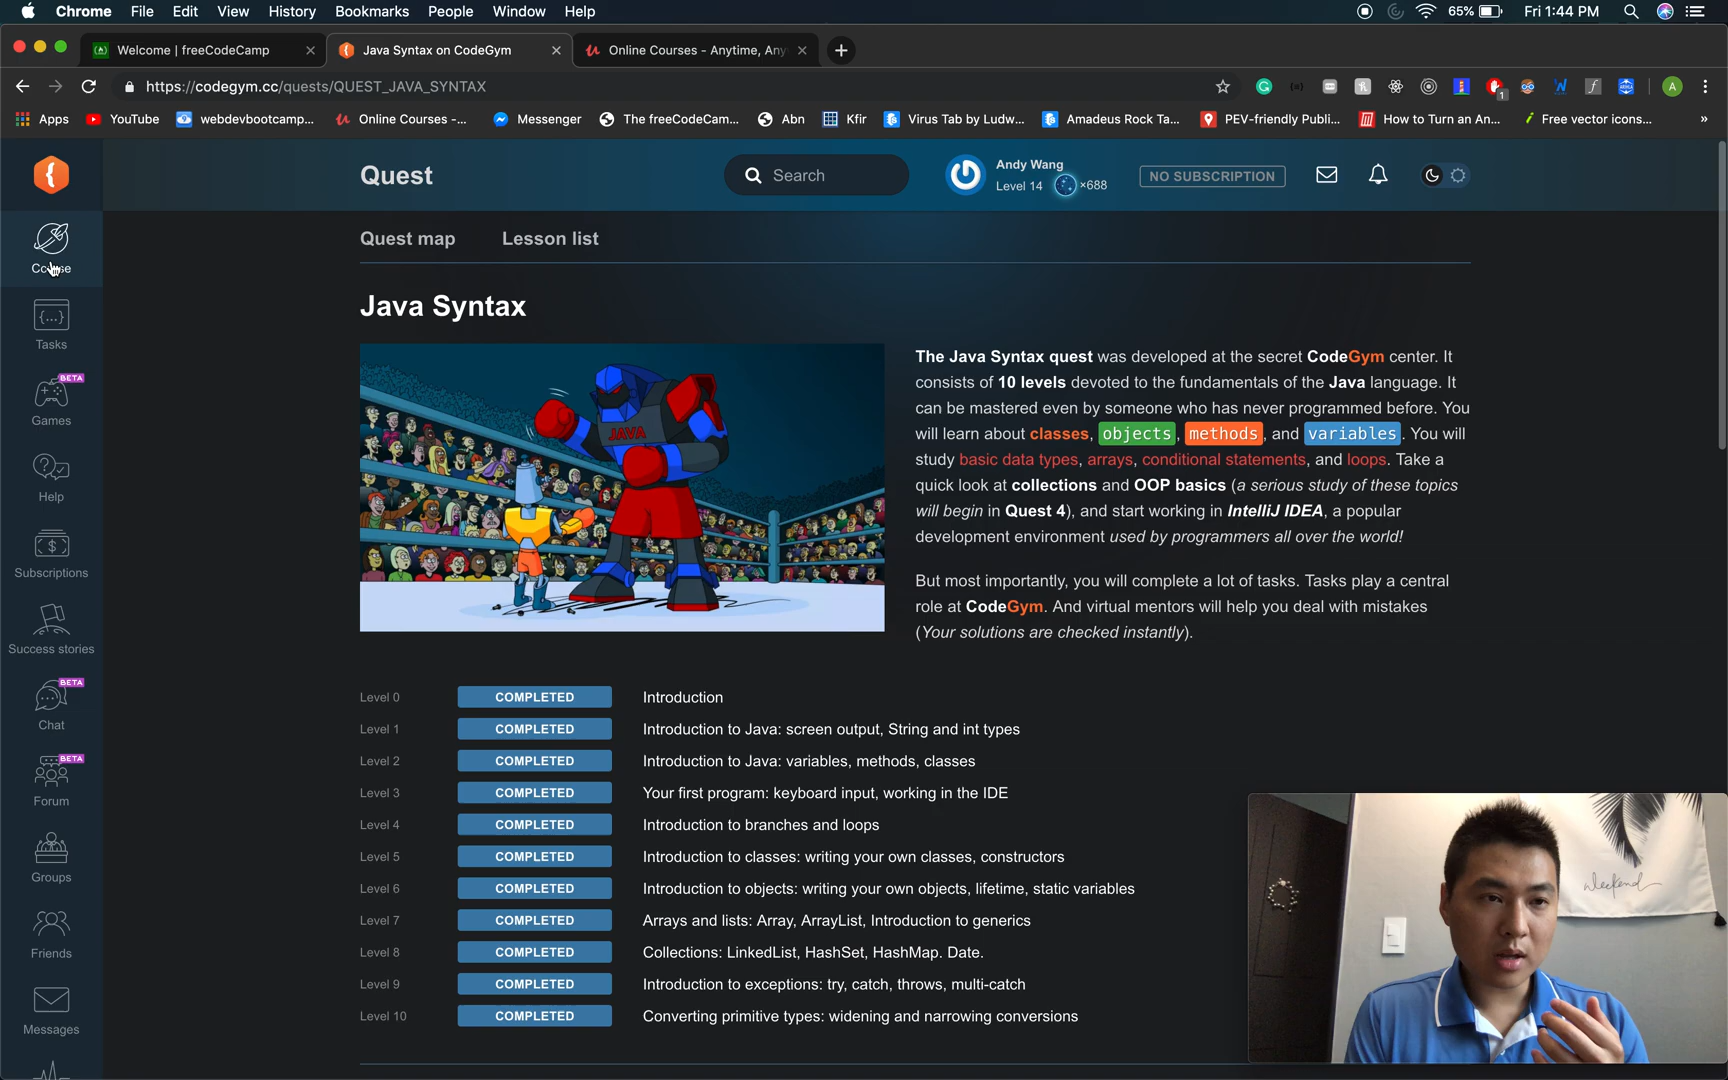 Chrome File Edit View History Bookmarks People Window Help 65% Fri 1:44 PM
Welcome | freeCodeCamp Java Syntax on CodeGym Online Courses - Anytime, Any
https://codegym.cc/quests/QUEST_JAVA_SYNTAX
Apps YouTube webdevbootcamp... Online Courses -... Messenger The freeCodeCam... Abn Kfir Virus Tab by Ludw... Amadeus Rock Ta... PEV-friendly Publi... How to Turn an An... Free vector icons... »
Quest Search Andy Wang NO SUBSCRIPTION
Level 14 ×688
Quest map Lesson list
Tasks
BETA
Games
Help
Subscriptions
Success stories
BETA
Chat
BETA
Forum
Groups
Friends
Messages
Java Syntax
JAVA
The Java Syntax quest was developed at the secret CodeGym center. It
consists of 10 levels devoted to the fundamentals of the Java language. It
can be mastered even by someone who has never programmed before. You
will learn about classes, objects, methods, and variables. You will
study basic data types, arrays, conditional statements, and loops. Take a
quick look at collections and OOP basics (a serious study of these topics
will begin in Quest 4), and start working in IntelliJ IDEA, a popular
development environment used by programmers all over the world!
But most importantly, you will complete a lot of tasks. Tasks play a central
role at CodeGym. And virtual mentors will help you deal with mistakes
(Your solutions are checked instantly).
Level 0 COMPLETED Introduction
Level 1 COMPLETED Introduction to Java: screen output, String and int types
Level 2 COMPLETED Introduction to Java: variables, methods, classes
Level 3 COMPLETED Your first program: keyboard input, working in the IDE
Level 4 COMPLETED Introduction to branches and loops
Level 5 COMPLETED Introduction to classes: writing your own classes, constructors
Level 6 COMPLETED Introduction to objects: writing your own objects, lifetime, static variables
Level 7 COMPLETED Arrays and lists: Array, ArrayList, Introduction to generics
Level 8 COMPLETED Collections: LinkedList, HashSet, HashMap. Date.
Level 9 COMPLETED Introduction to exceptions: try, catch, throws, multi-catch
Level 10 COMPLETED Converting primitive types: widening and narrowing conversions
weekend